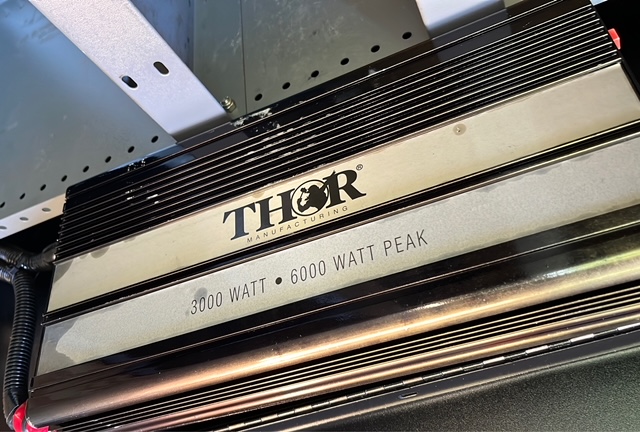 THOR®
MANUFACTURING
3000 WATT • 6000 WATT PEAK